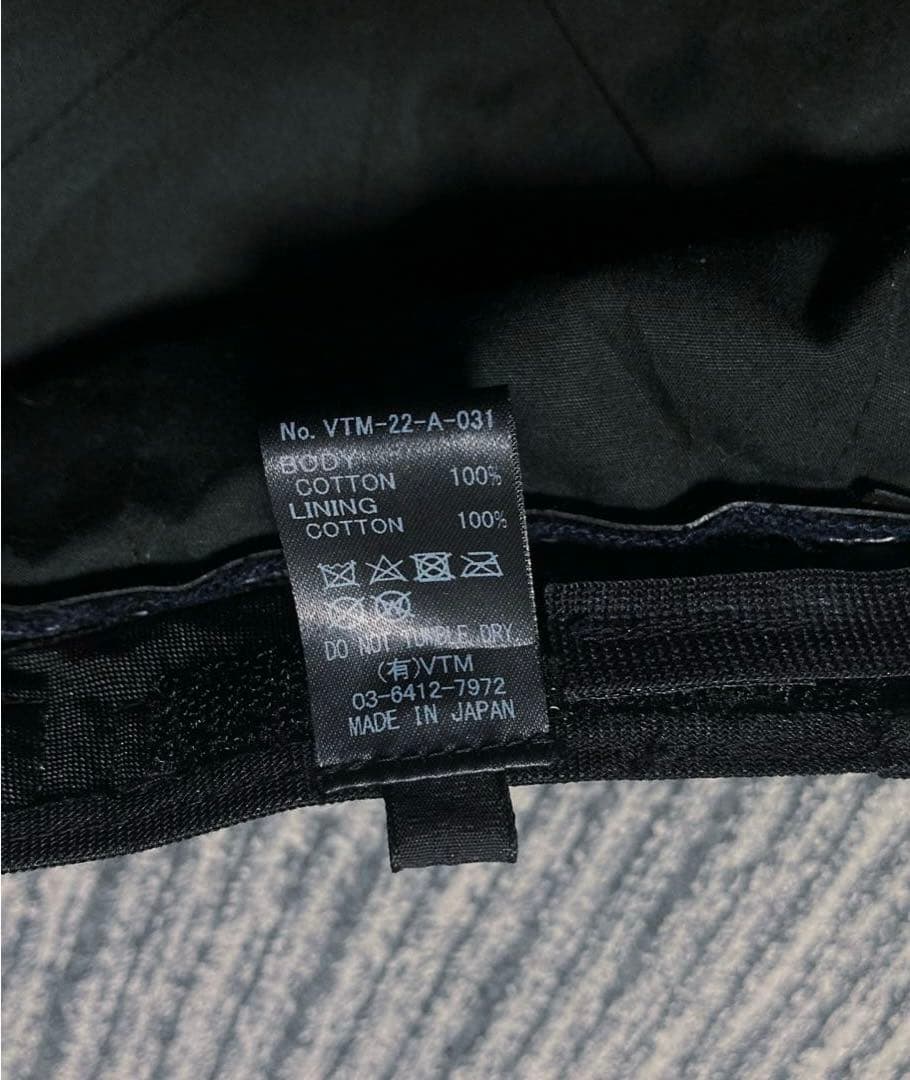 No. VTM-22-A-031
BODY
COTTON 100%
LINING
COTTON 100%
DO NOT TUMBLE DRY
(有)VTM
03-6412-7972
MADE IN JAPAN